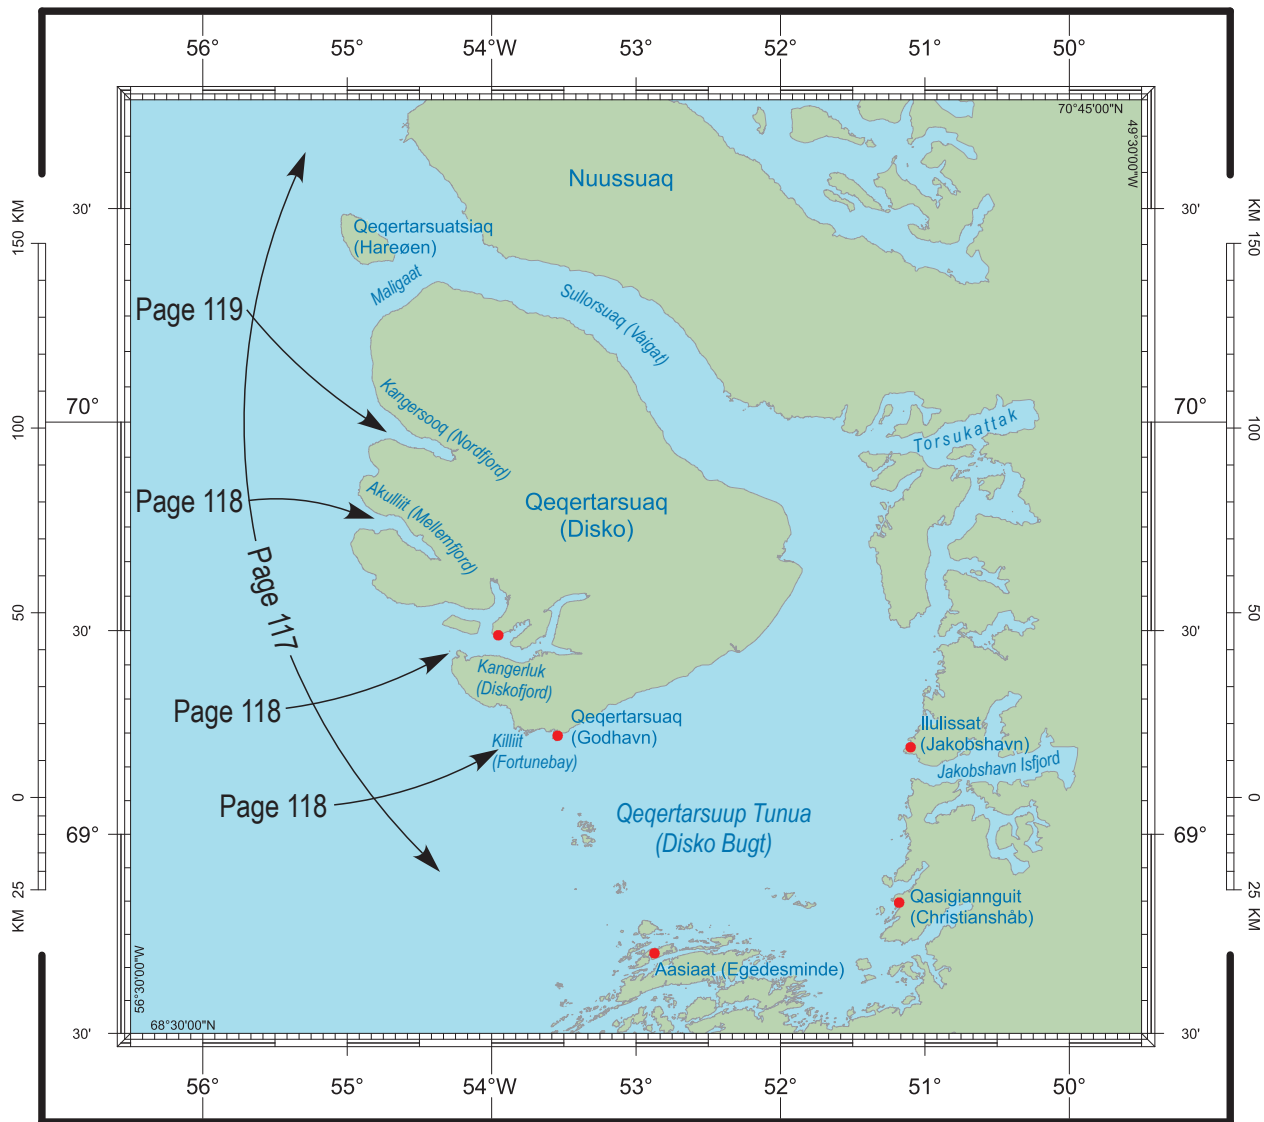 56°
55°
54°W
53°
52°
51°
50°
70°45'00"N
49°30'00"W
Nuussuaq
30'
30'
KM 150
150 KM
Qeqertarsuatsiaq
(Hareøen)
Maligaat
Sullorsuaq (Vaigat)
Page 119
Kangersooq (Nordfjord)
70°
70°
100
100
Torsukattak
Page 118
Akulliit (Mellemfjord)
Qeqertarsuaq
(Disko)
Page 117
50
50
30'
30'
Kangerluk
(Diskofjord)
Page 118
Qeqertarsuaq
(Godhavn)
Killiit
(Fortunebay)
Ilulissat
(Jakobshavn)
Jakobshavn Isfjord
Page 118
0
0
Qeqertarsuup Tunua
(Disko Bugt)
69°
69°
KM 25
25 KM
Qasigiannguit
(Christianshåb)
Aasiaat (Egedesminde)
56°30'00"W
68°30'00"N
30'
30'
56°
55°
54°W
53°
52°
51°
50°